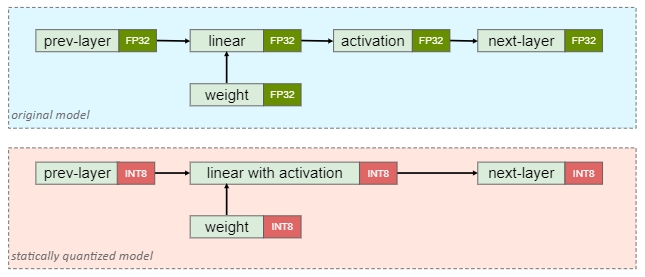 prev-layer FP32 linear FP32 activation FP32 next-layer FP32
weight FP32
original model
prev-layer INT8 linear with activation INT8 next-layer INT8
weight INT8
statically quantized model